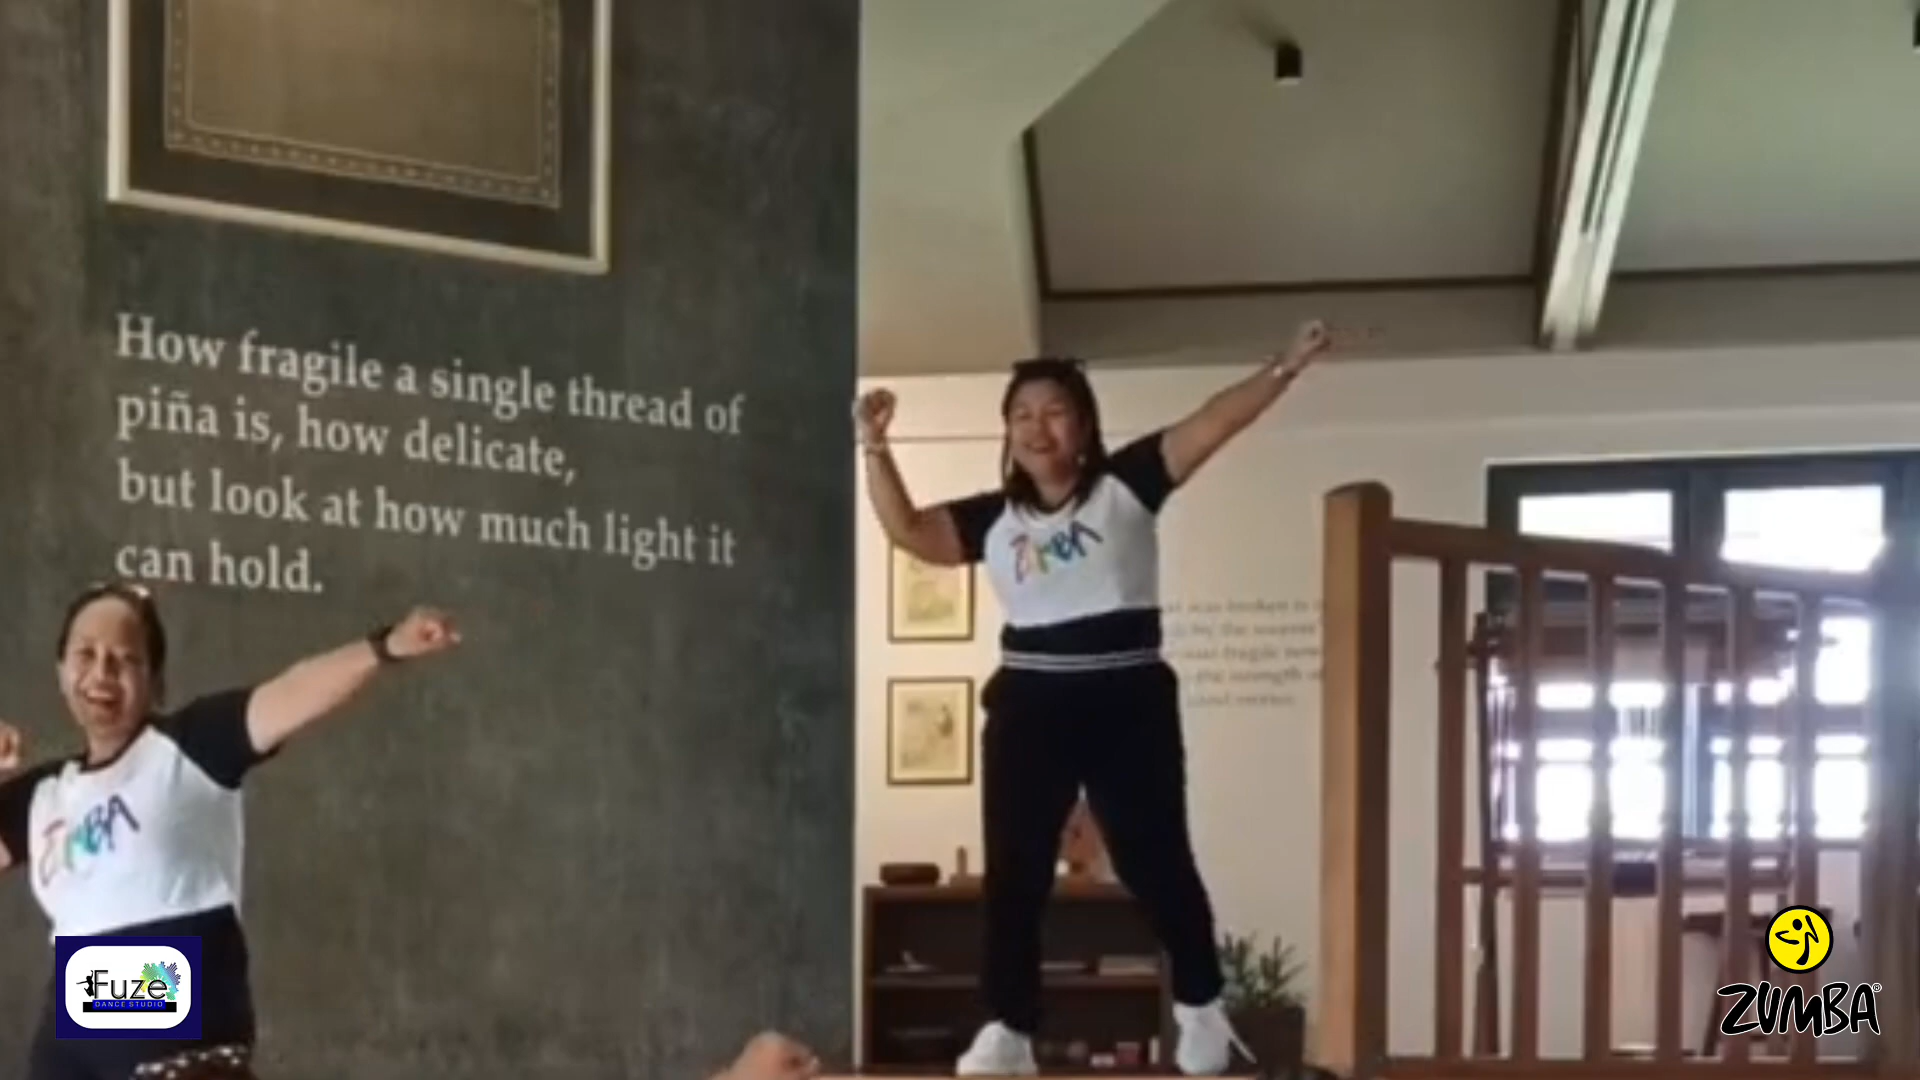 How fragile a single thread of
piña is, how delicate,
but look at how much light it
can hold.
ZUMBA
ZUMBA
Fuze
DANCE STUDIO
ZUMBA®